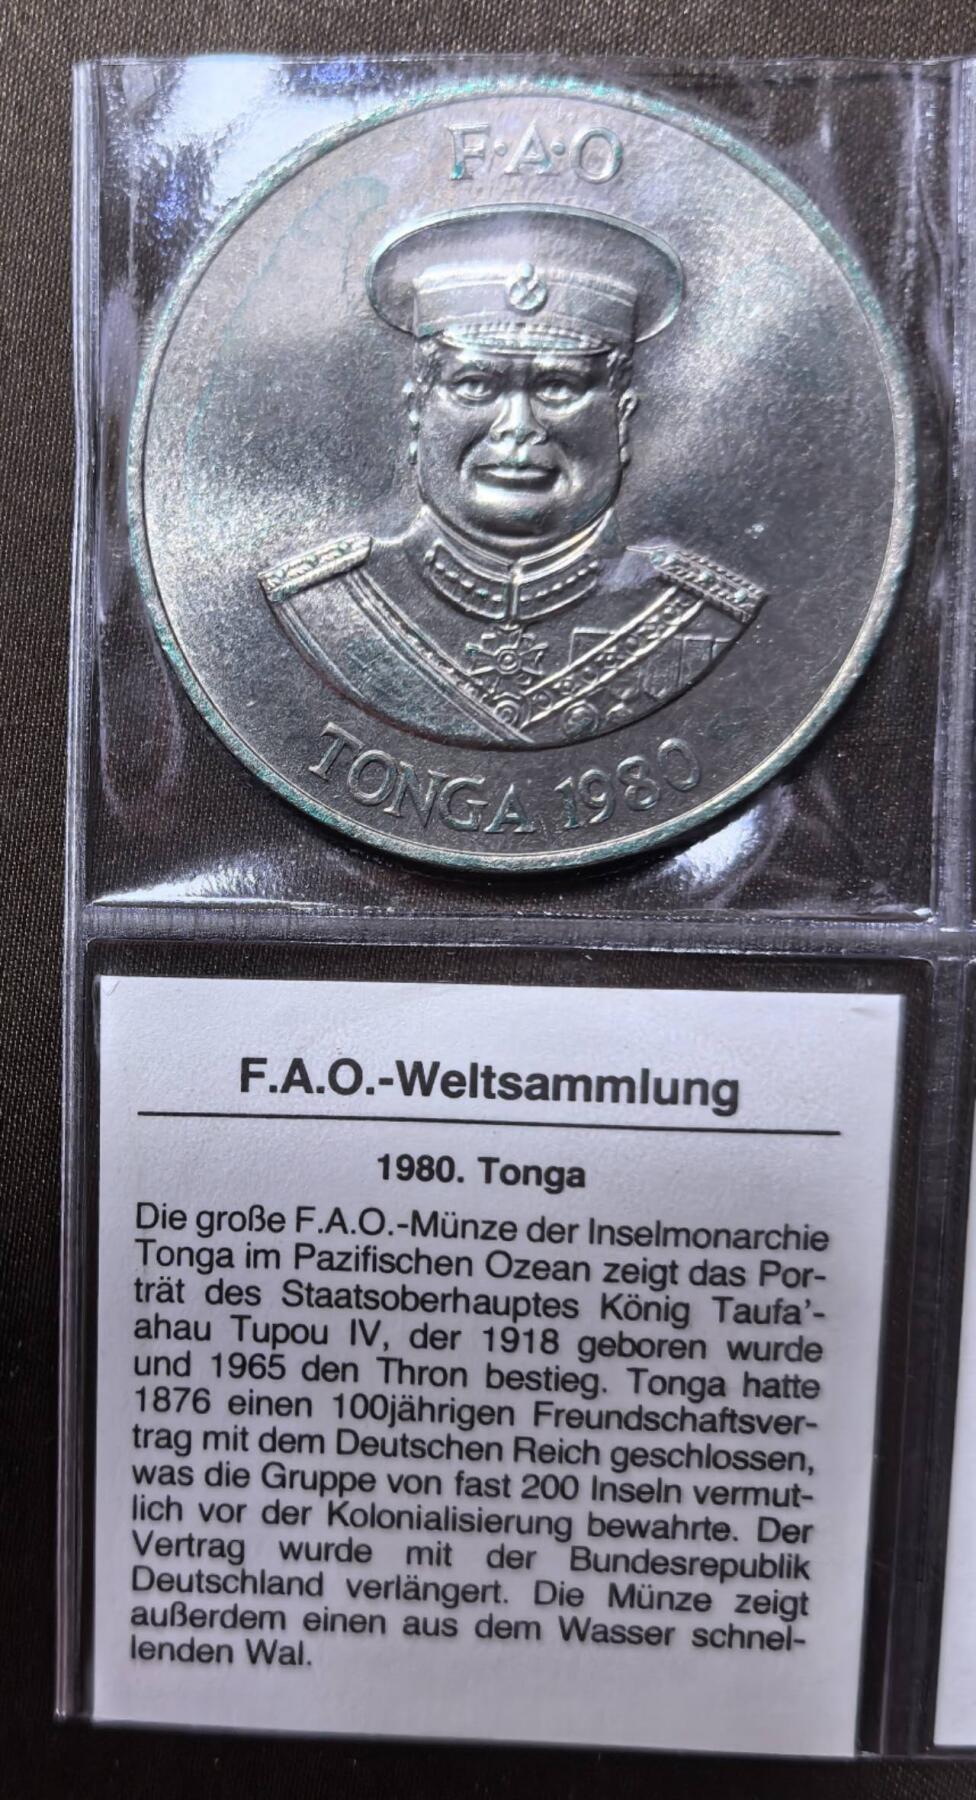 F·A·O
TONGA 1980
F.A.O.-Weltsammlung
1980. Tonga
Die große F.A.O.-Münze der Inselmonarchie
Tonga im Pazifischen Ozean zeigt das Por-
trät des Staatsoberhauptes König Taufa'-
ahau Tupou IV, der 1918 geboren wurde
und 1965 den Thron bestieg. Tonga hatte
1876 einen 100jährigen Freundschaftsver-
trag mit dem Deutschen Reich geschlossen,
was die Gruppe von fast 200 Inseln vermut-
lich vor der Kolonialisierung bewahrte. Der
Vertrag wurde mit der Bundesrepublik
Deutschland verlängert. Die Münze zeigt
außerdem einen aus dem Wasser schnel-
lenden Wal.